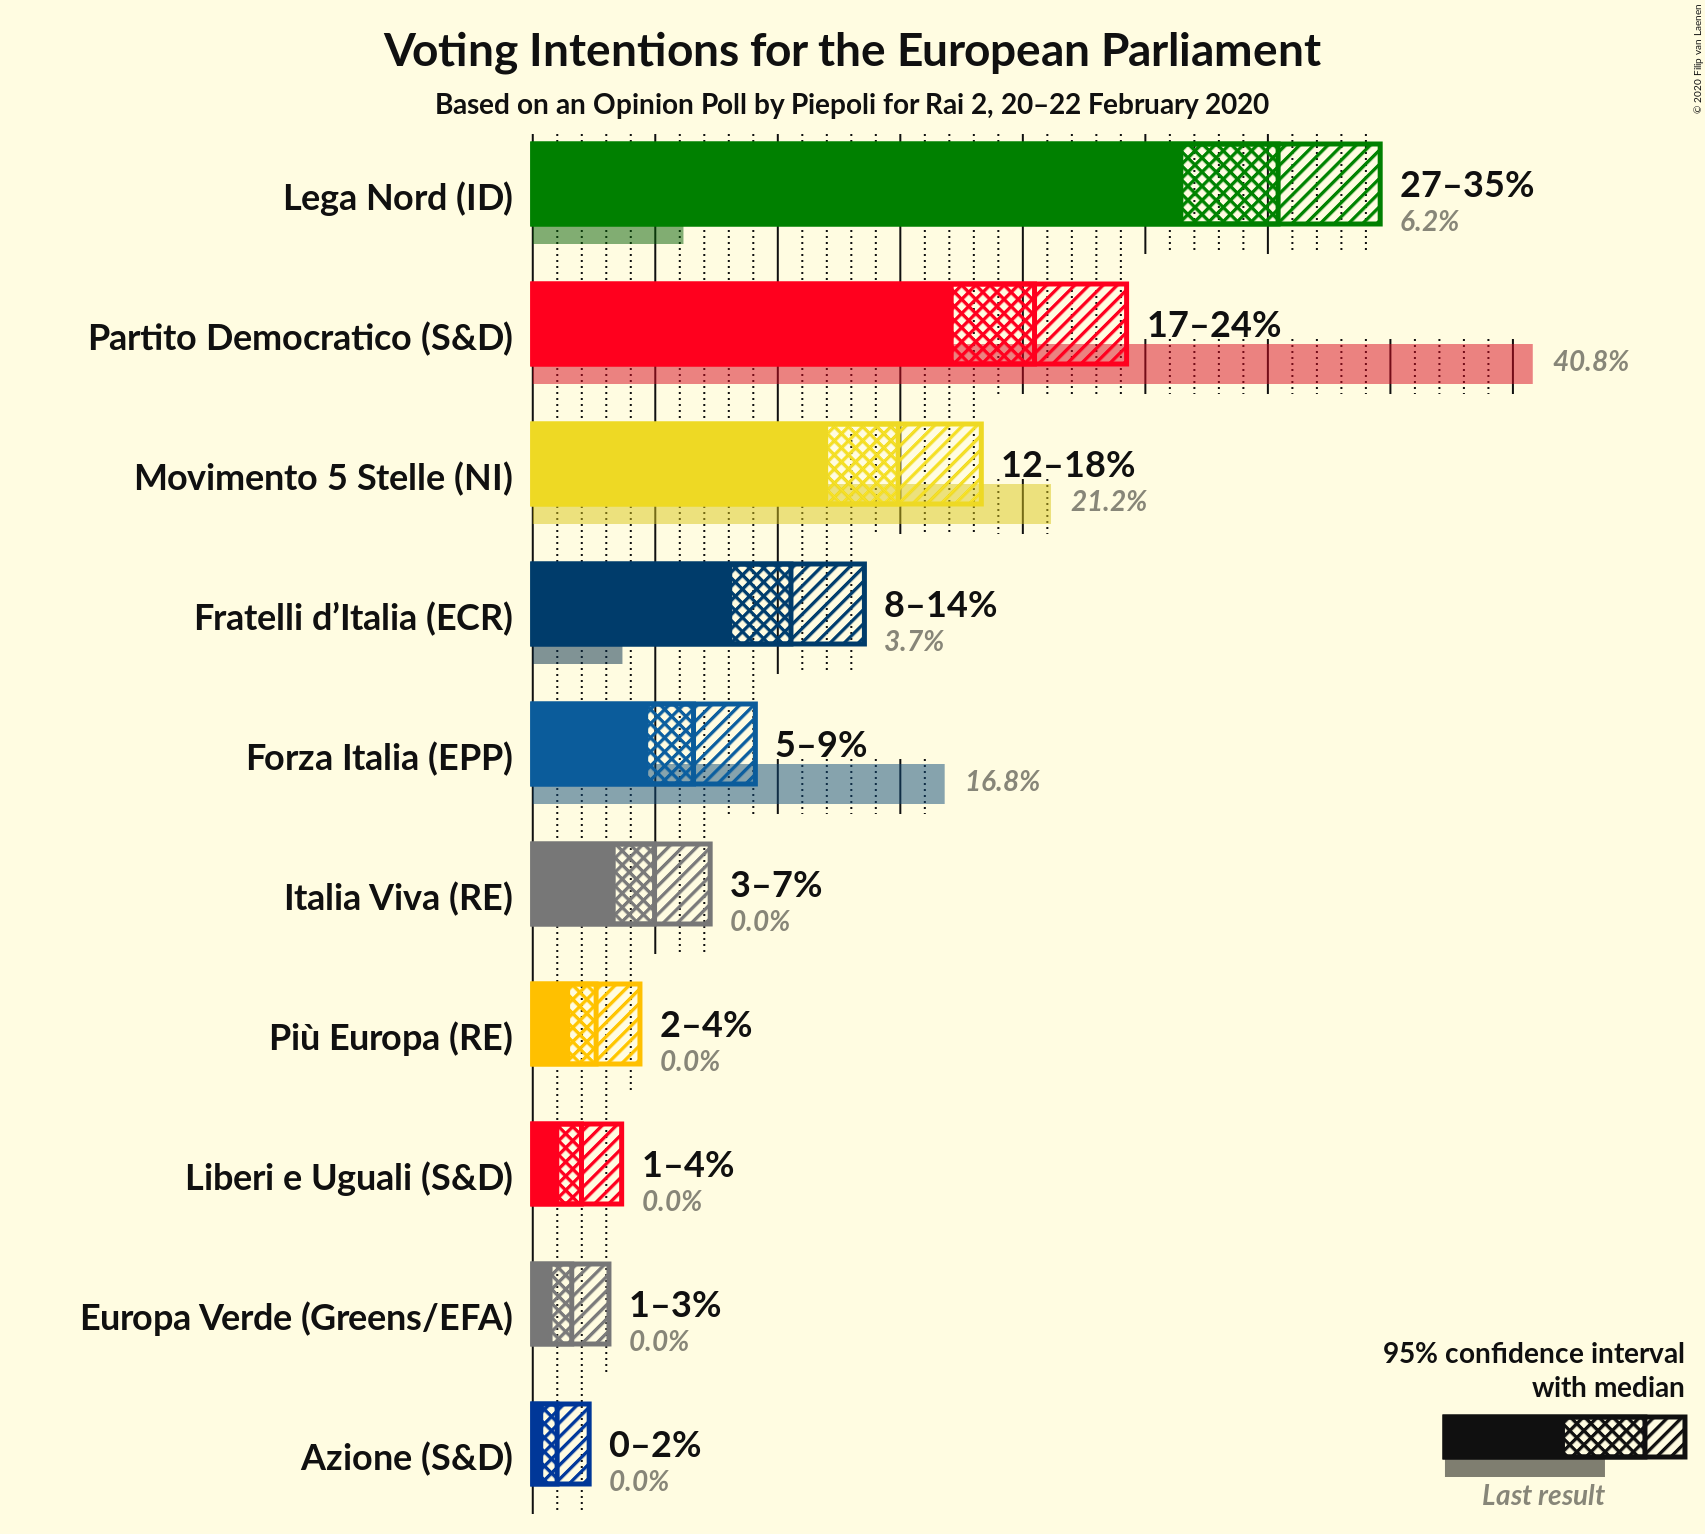 Voting Intentions for the European Parliament
Based on an Opinion Poll by Piepoli for Rai 2, 20–22 February 2020
© 2020 Filip van Laenen
Lega Nord (ID)
27–35%
6.2%
Partito Democratico (S&D)
17–24%
40.8%
Movimento 5 Stelle (NI)
12–18%
21.2%
Fratelli d’Italia (ECR)
8–14%
3.7%
Forza Italia (EPP)
5–9%
16.8%
Italia Viva (RE)
3–7%
0.0%
Più Europa (RE)
2–4%
0.0%
Liberi e Uguali (S&D)
1–4%
0.0%
Europa Verde (Greens/EFA)
1–3%
0.0%
Azione (S&D)
0–2%
0.0%
95% confidence interval
with median
Last result